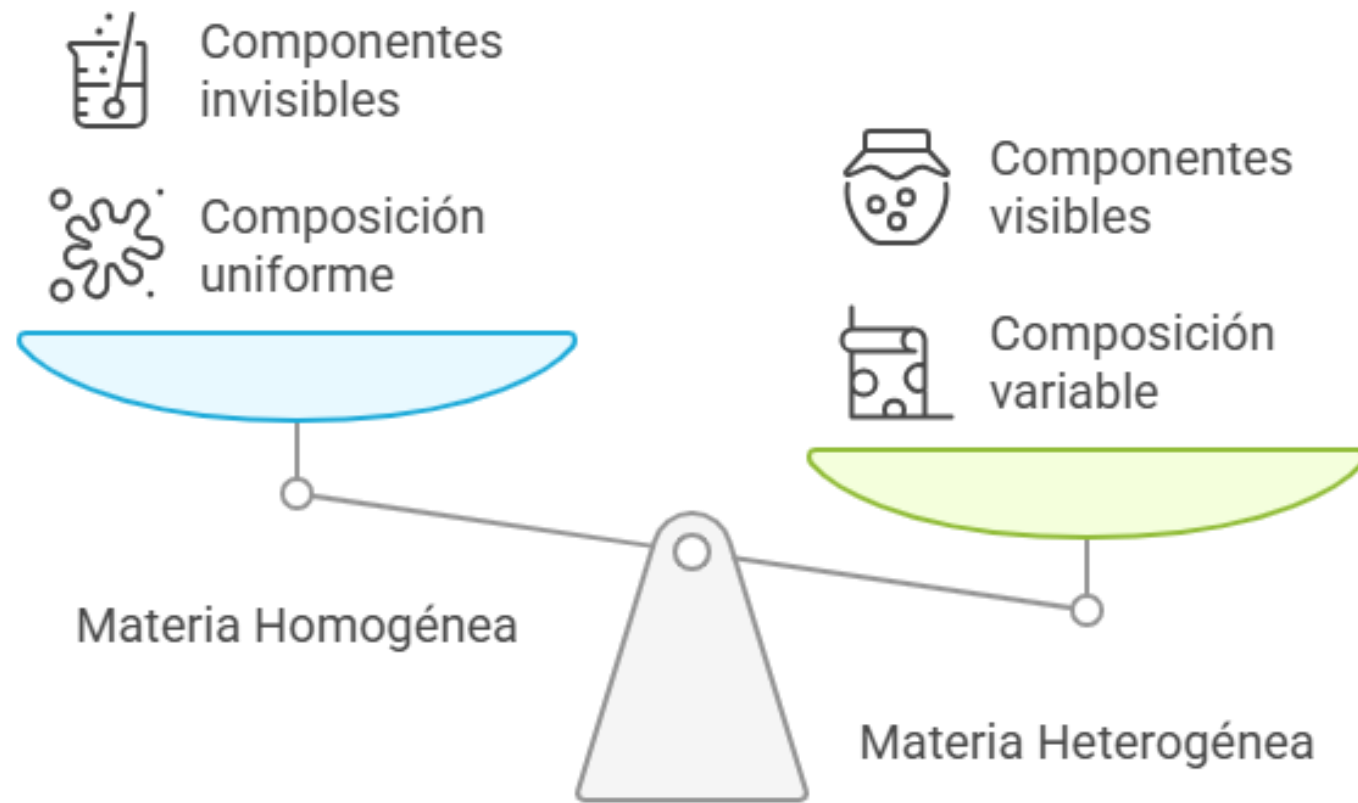 Componentes
invisibles
Composición
uniforme
Materia Homogénea
Componentes
visibles
Composición
variable
Materia Heterogénea